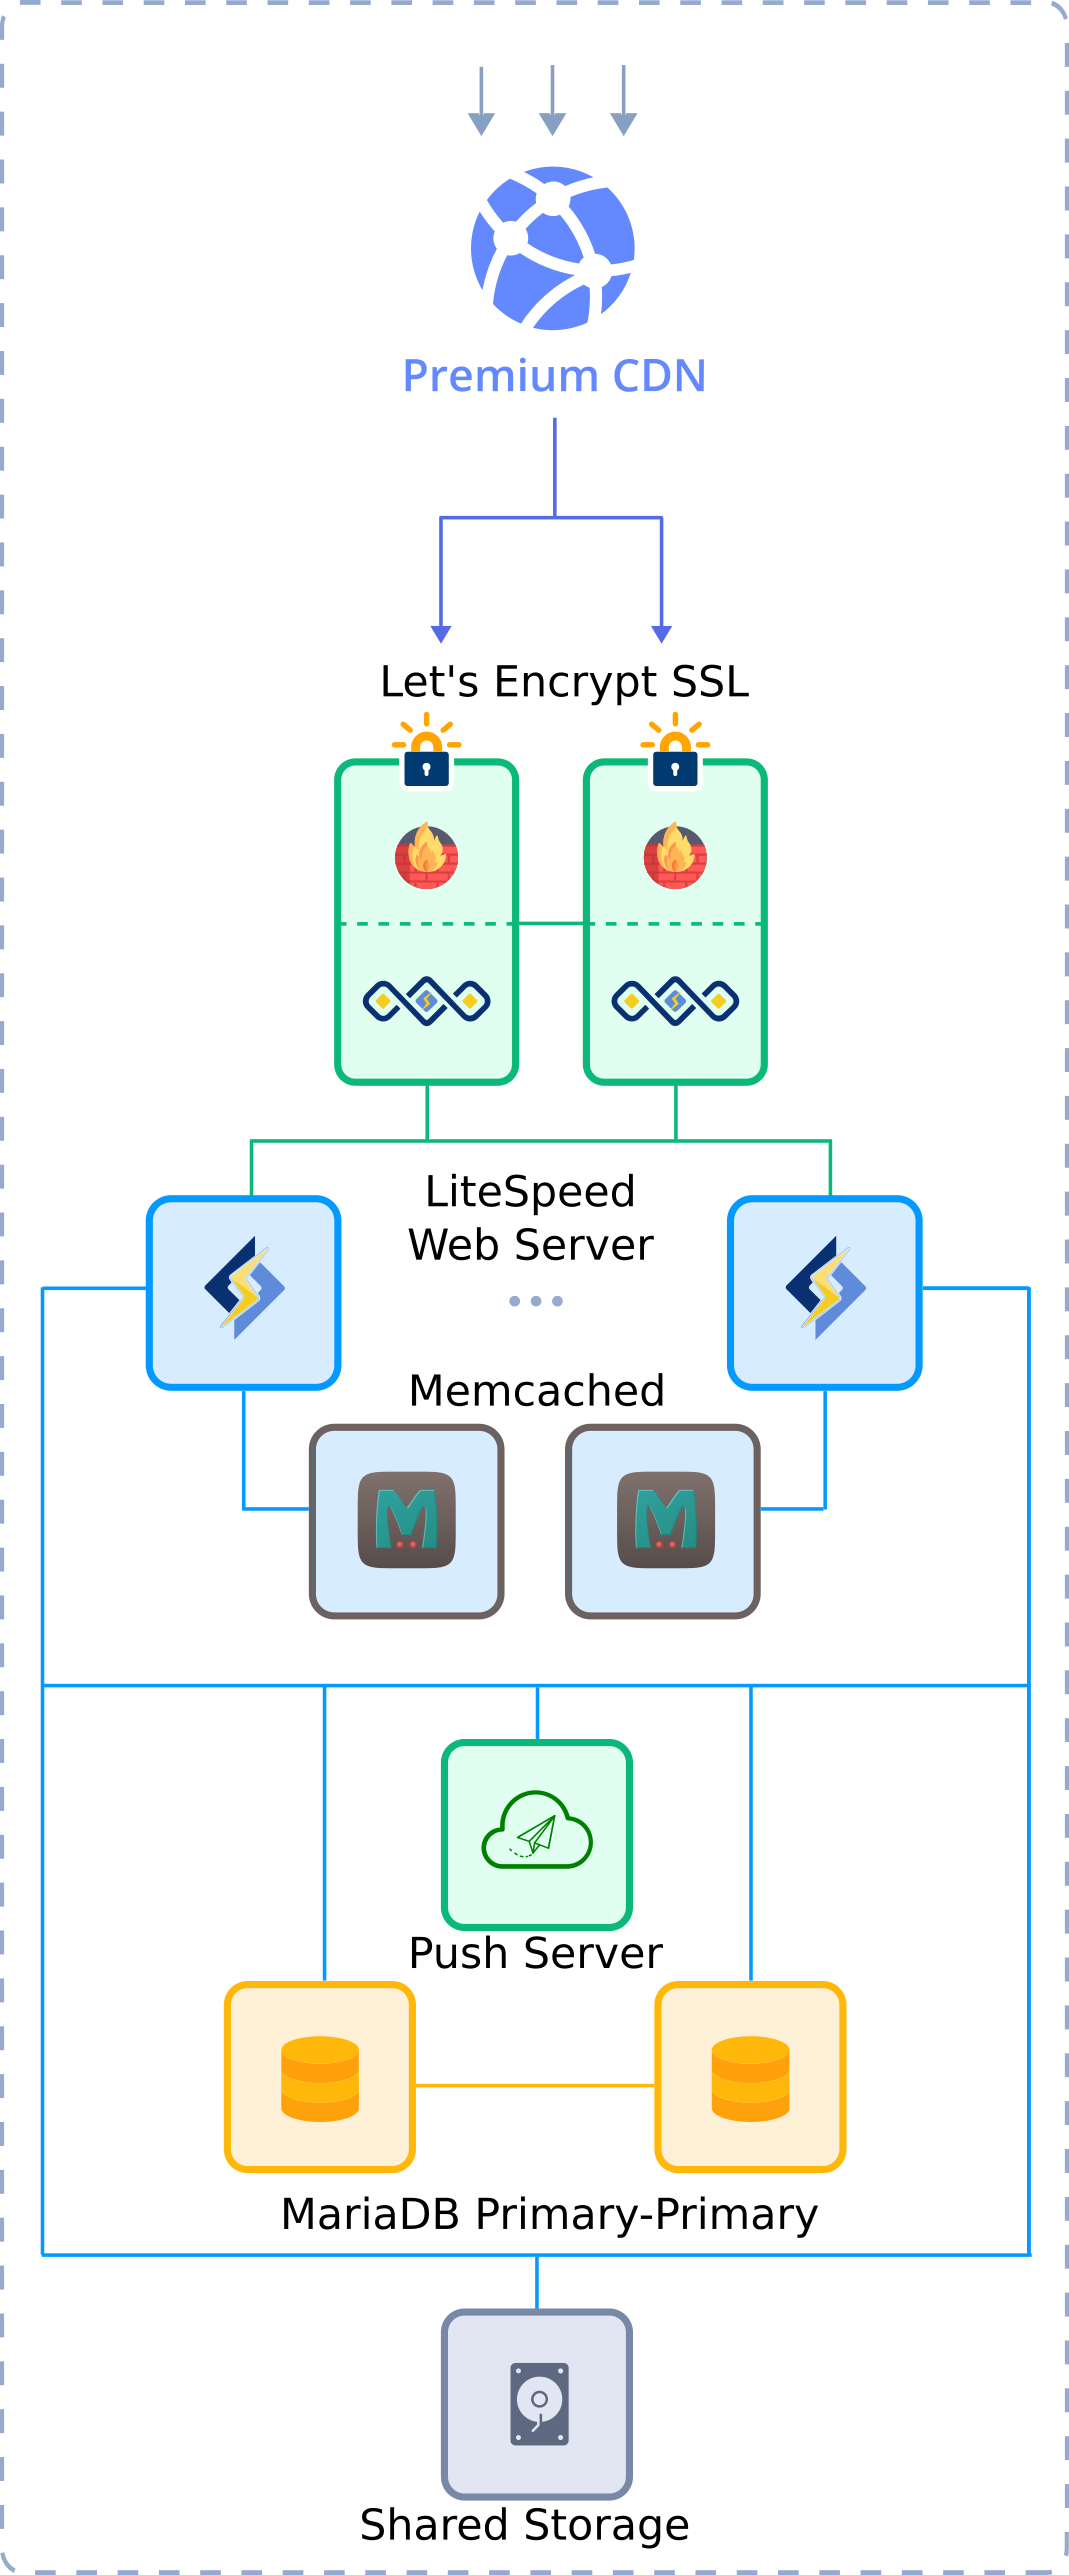 Premium CDN
Let's Encrypt SSL
LiteSpeed
Web Server
Memcached
Push Server
MariaDB Primary-Primary
Shared Storage